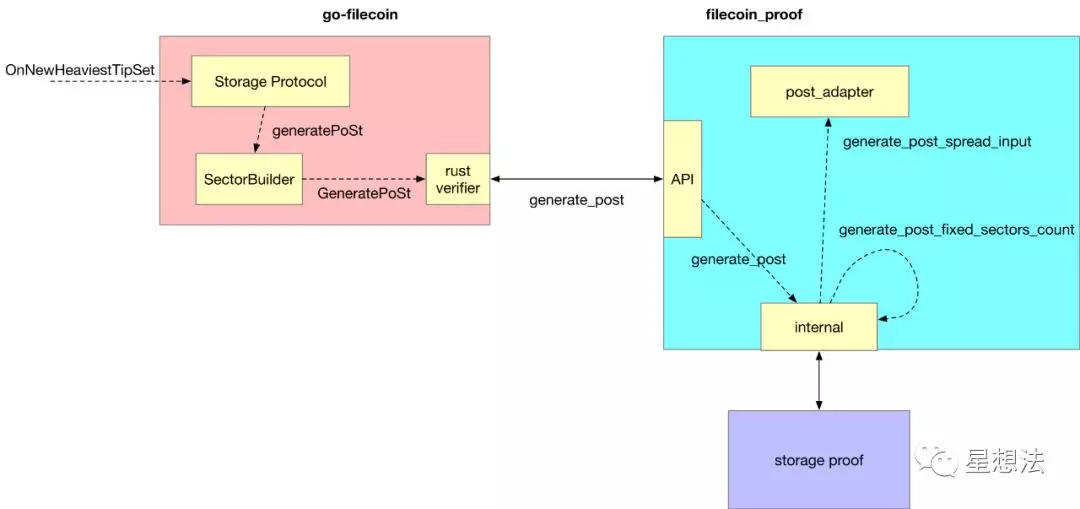 go-filecoin
filecoin_proof
OnNewHeaviestTipSet
Storage Protocol
generatePoSt
SectorBuilder
GeneratePoSt
rust
verifier
generate_post
API
post_adapter
generate_post_spread_input
generate_post_fixed_sectors_count
generate_post
internal
storage proof
星想法